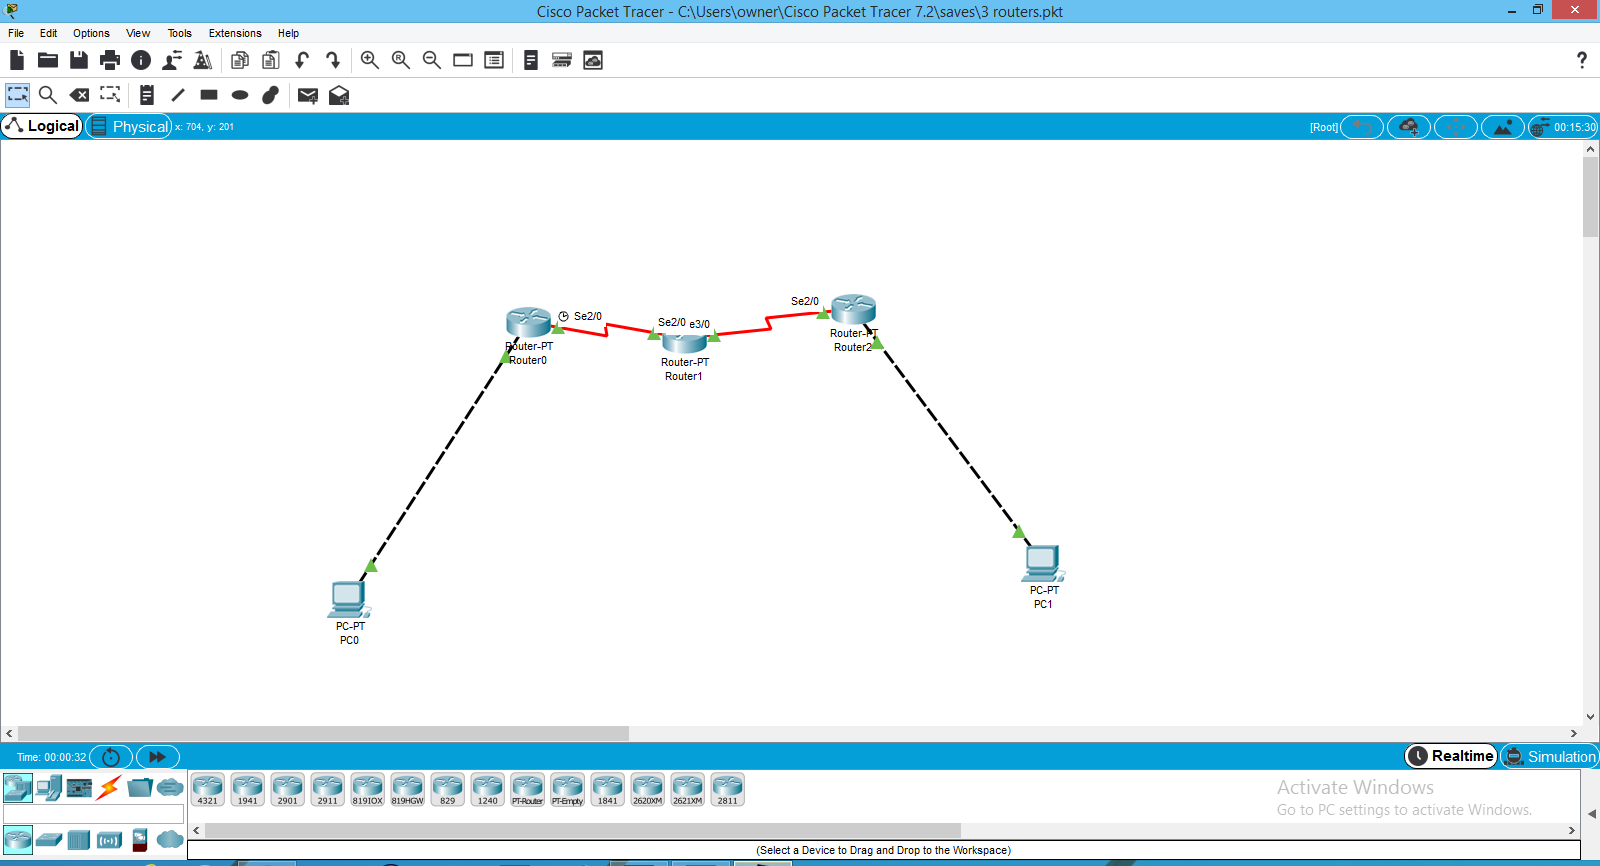 Cisco Packet Tracer - C:\Users\owner\Cisco Packet Tracer 7.2\saves\3 routers.pkt
File Edit Options View Tools Extensions Help
?
Logical Physical x: 704, y: 201 [Root] 00:15:30
Se2/0
Se2/0 e3/0
Se2/0
Router-PT
Router0
Router-PT
Router1
Router-PT
Router2
PC-PT
PC0
PC-PT
PC1
Time: 00:00:32 Realtime Simulation
4321 1941 2901 2911 819IOX 819HGW 829 1240 PT-Router PT-Empty 1841 2620XM 2621XM 2811
Activate Windows
Go to PC settings to activate Windows.
(Select a Device to Drag and Drop to the Workspace)